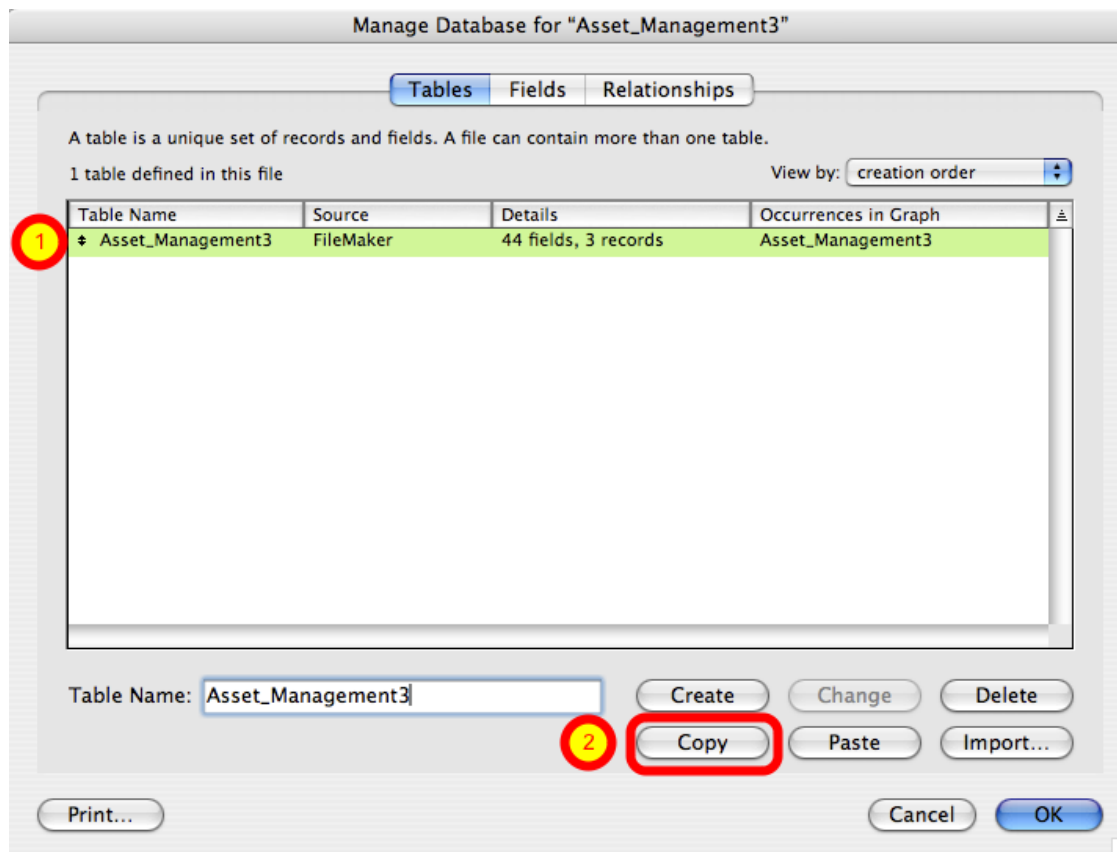 Manage Database for “Asset_Management3”
Tables Fields Relationships
A table is a unique set of records and fields. A file can contain more than one table.
1 table defined in this file View by: creation order
Table Name Source Details Occurrences in Graph
1 Asset_Management3 FileMaker 44 fields, 3 records Asset_Management3
Table Name: Asset_Management3 Create Change Delete
2 Copy Paste Import...
Print... Cancel OK